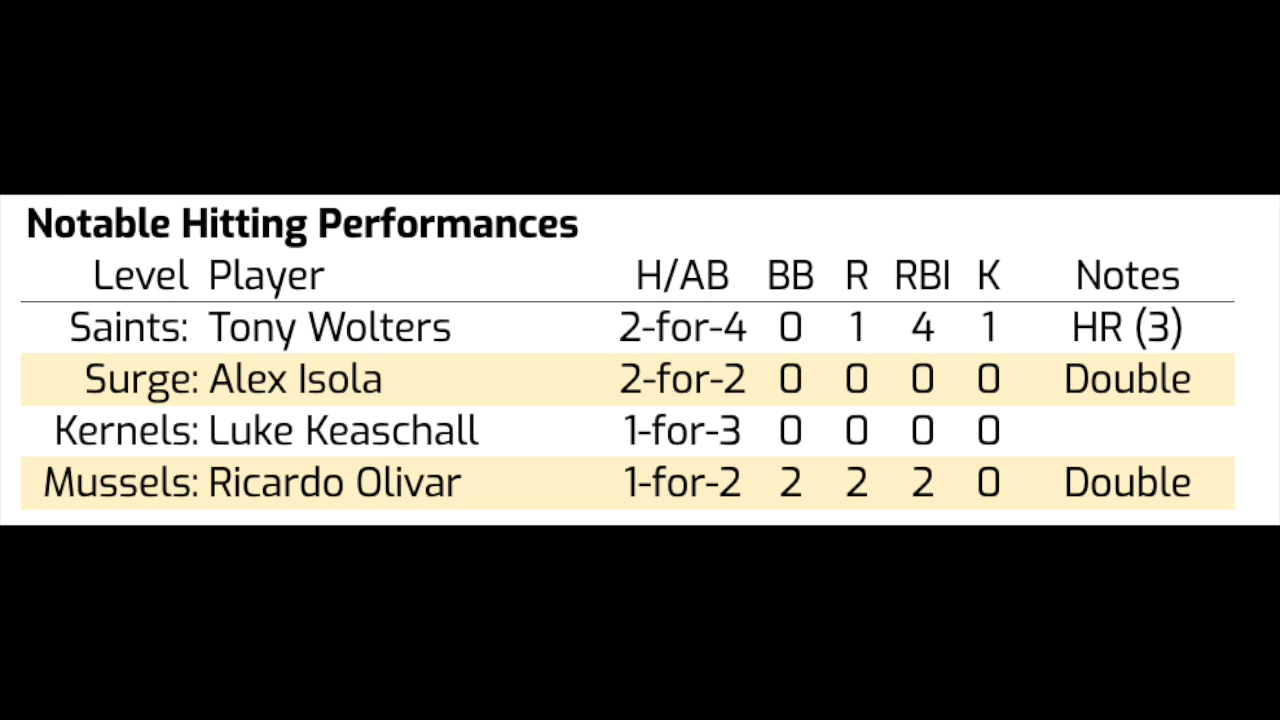 Notable Hitting Performances
Level Player H/AB BB R RBI K Notes
Saints: Tony Wolters 2-for-4 0 1 4 1 HR (3)
Surge: Alex Isola 2-for-2 0 0 0 0 Double
Kernels: Luke Keaschall 1-for-3 0 0 0 0
Mussels: Ricardo Olivar 1-for-2 2 2 2 0 Double